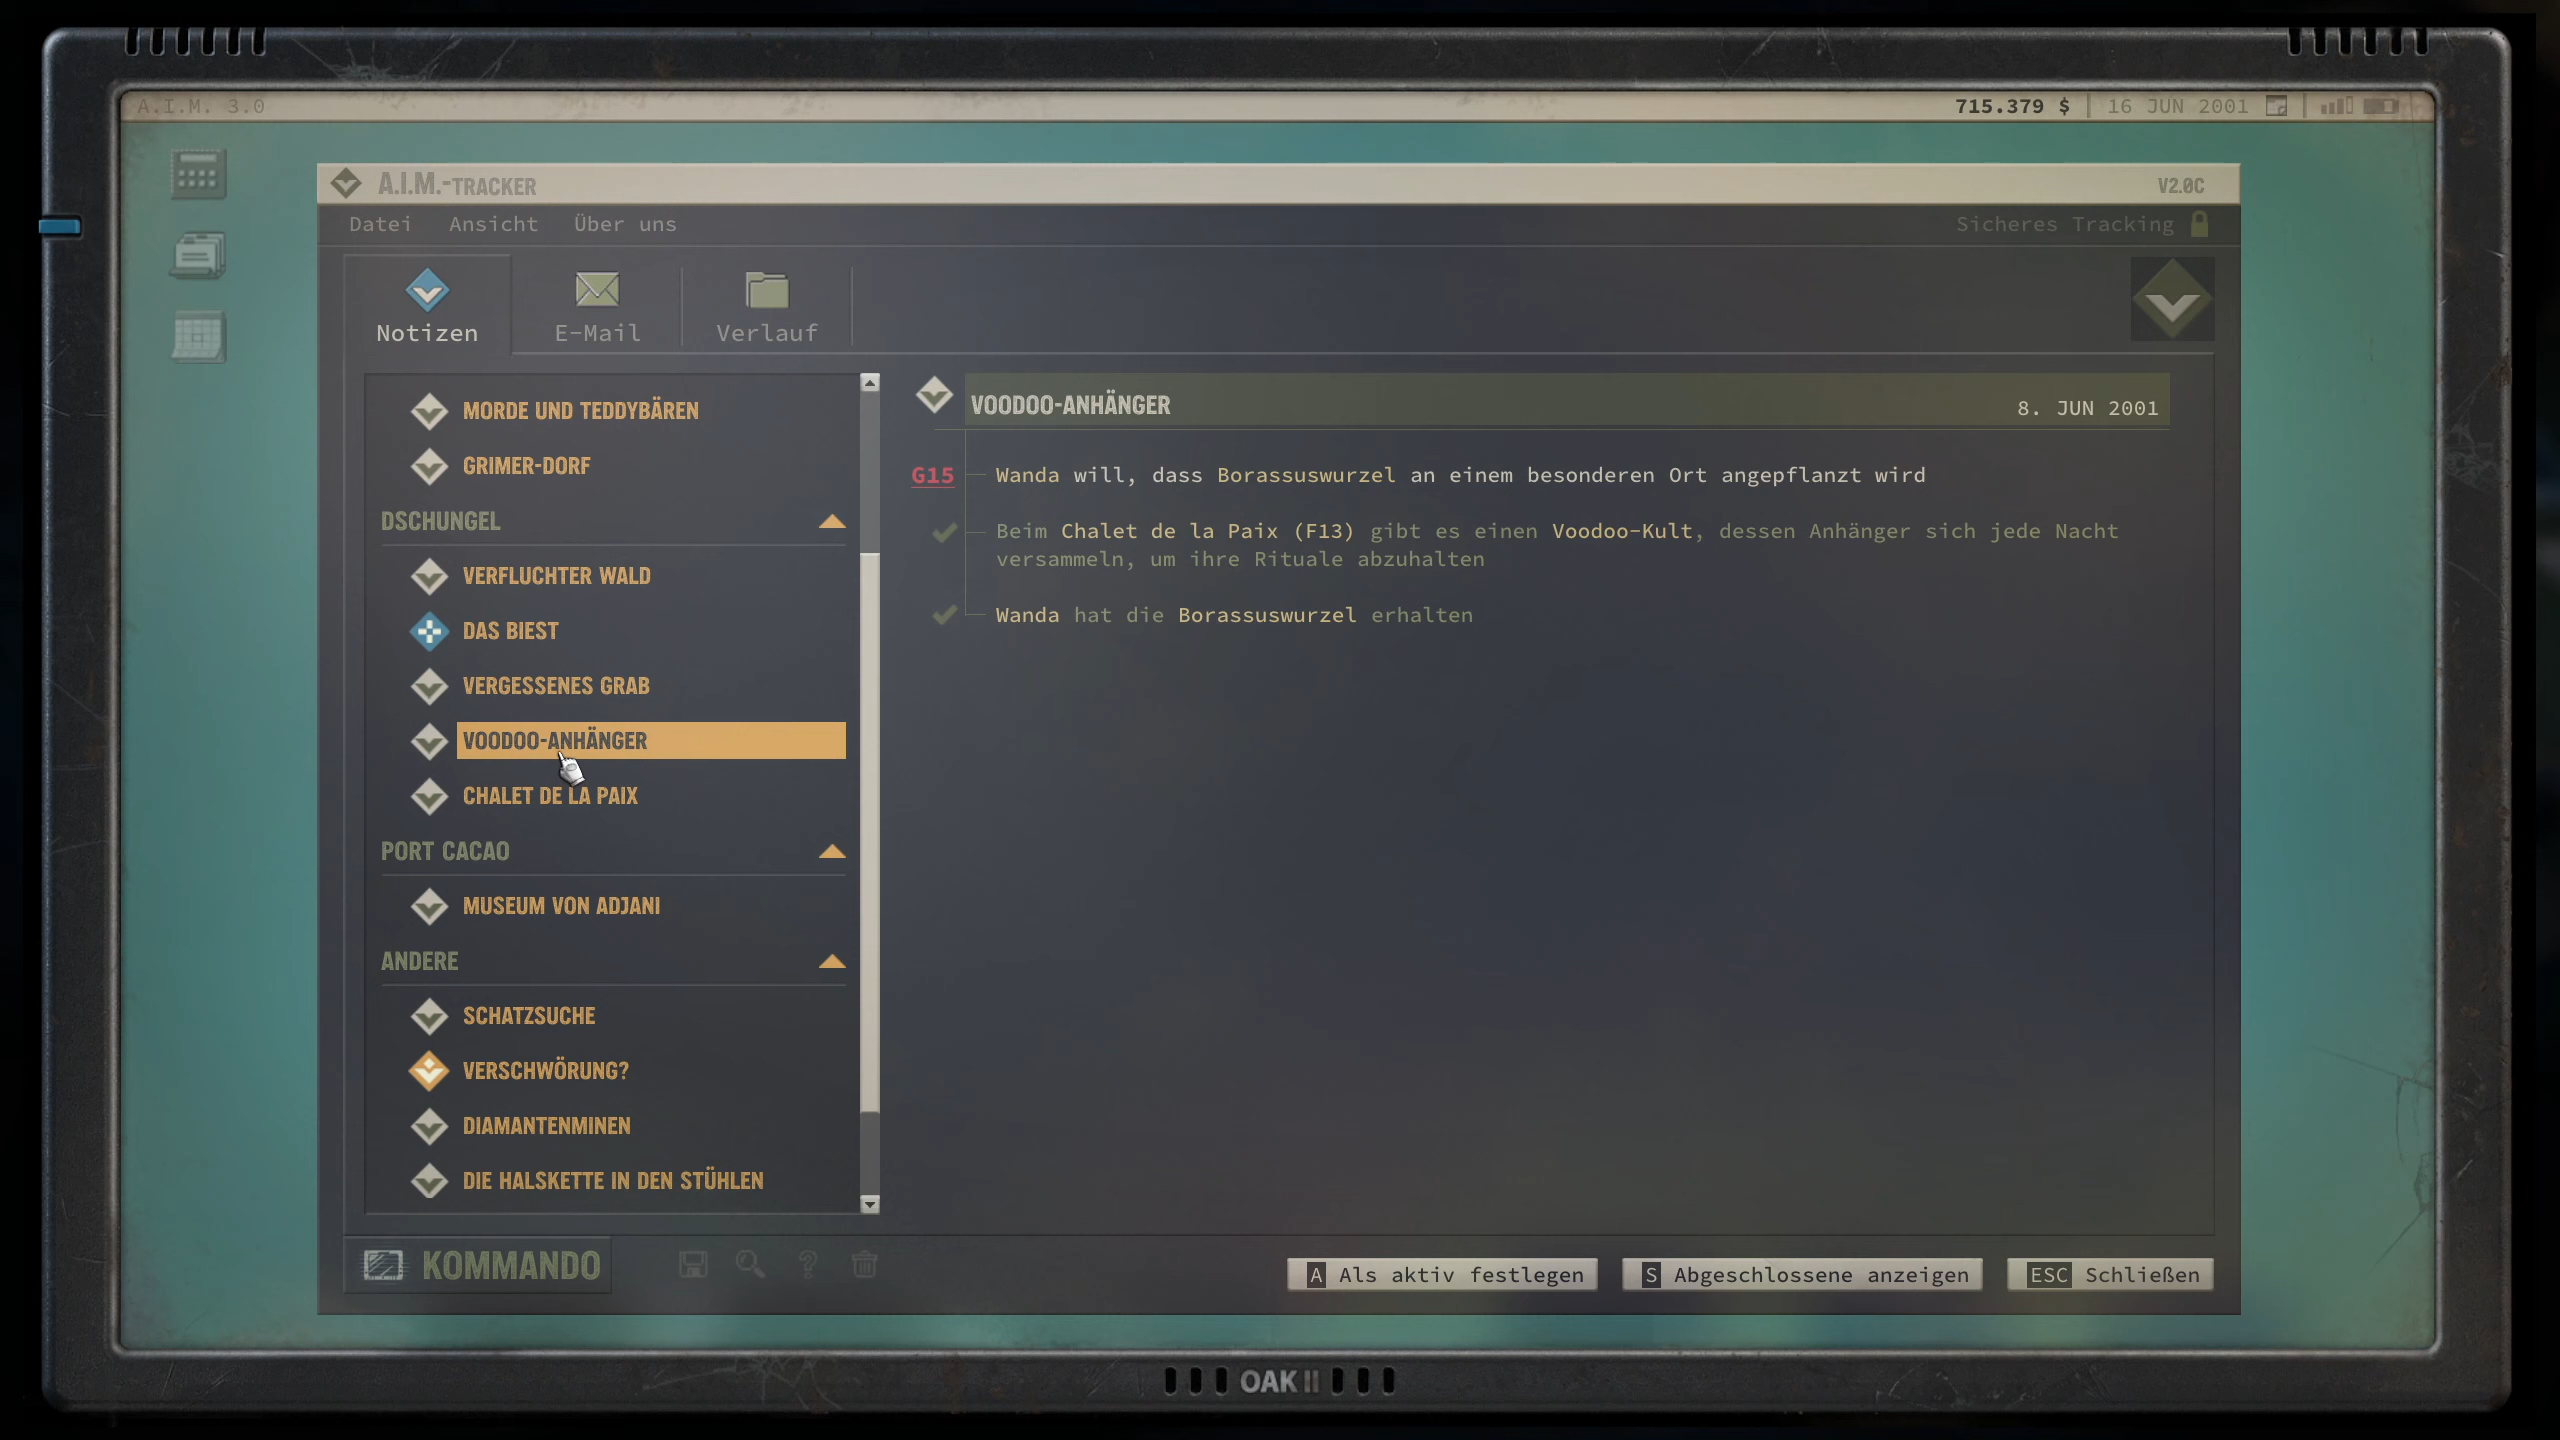 A.I.M. 3.0
715.379 $ | 16 JUN 2001
A.I.M.-TRACKER
V2.0C
Datei Ansicht Über uns
Sicheres Tracking
Notizen E-Mail Verlauf
MORDE UND TEDDYBÄREN
GRIMER-DORF
DSCHUNGEL
VERFLUCHTER WALD
DAS BIEST
VERGESSENES GRAB
VOODOO-ANHÄNGER
CHALET DE LA PAIX
PORT CACAO
MUSEUM VON ADJANI
ANDERE
SCHATZSUCHE
VERSCHWÖRUNG?
DIAMANTENMINEN
DIE HALSKETTE IN DEN STÜHLEN
VOODOO-ANHÄNGER
8. JUN 2001
G15 Wanda will, dass Borassuswurzel an einem besonderen Ort angepflanzt wird
Beim Chalet de la Paix (F13) gibt es einen Voodoo-Kult, dessen Anhänger sich jede Nacht
versammeln, um ihre Rituale abzuhalten
Wanda hat die Borassuswurzel erhalten
KOMMANDO
A Als aktiv festlegen
S Abgeschlossene anzeigen
ESC Schließen
OAK II